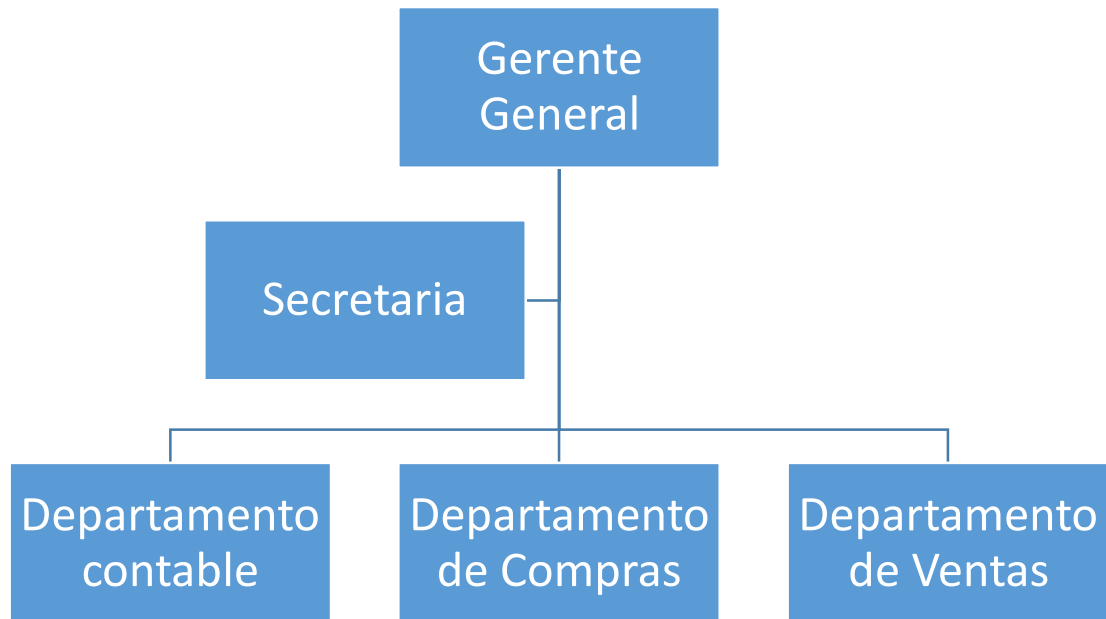 Gerente
General
Secretaria
Departamento
contable
Departamento
de Compras
Departamento
de Ventas